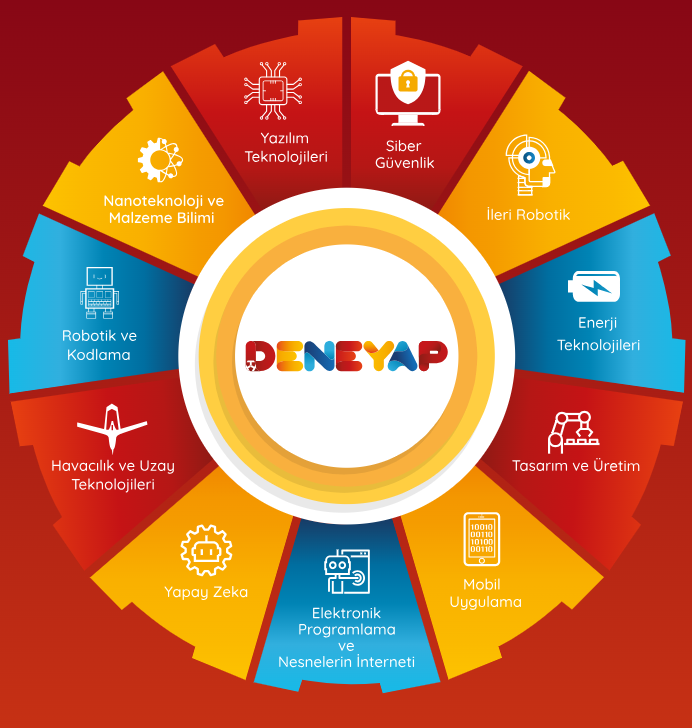 Yazılım
Teknolojileri
Siber
Güvenlik
İleri Robotik
Enerji
Teknolojileri
Tasarım ve Üretim
10010
00110
10100
00110
Mobil
Uygulama
Elektronik
Programlama
ve
Nesnelerin İnterneti
Yapay Zeka
Havacılık ve Uzay
Teknolojileri
Robotik ve
Kodlama
Nanoteknoloji ve
Malzeme Bilimi
DENEYAP